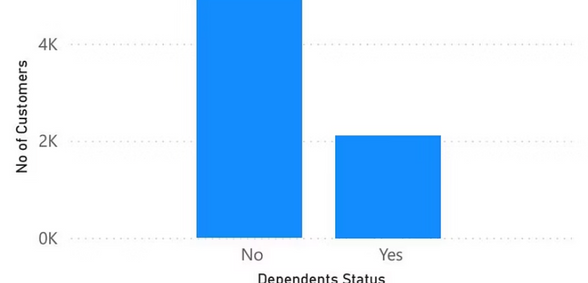 No of Customers
4K
2K
0K
No Yes
Dependents Status